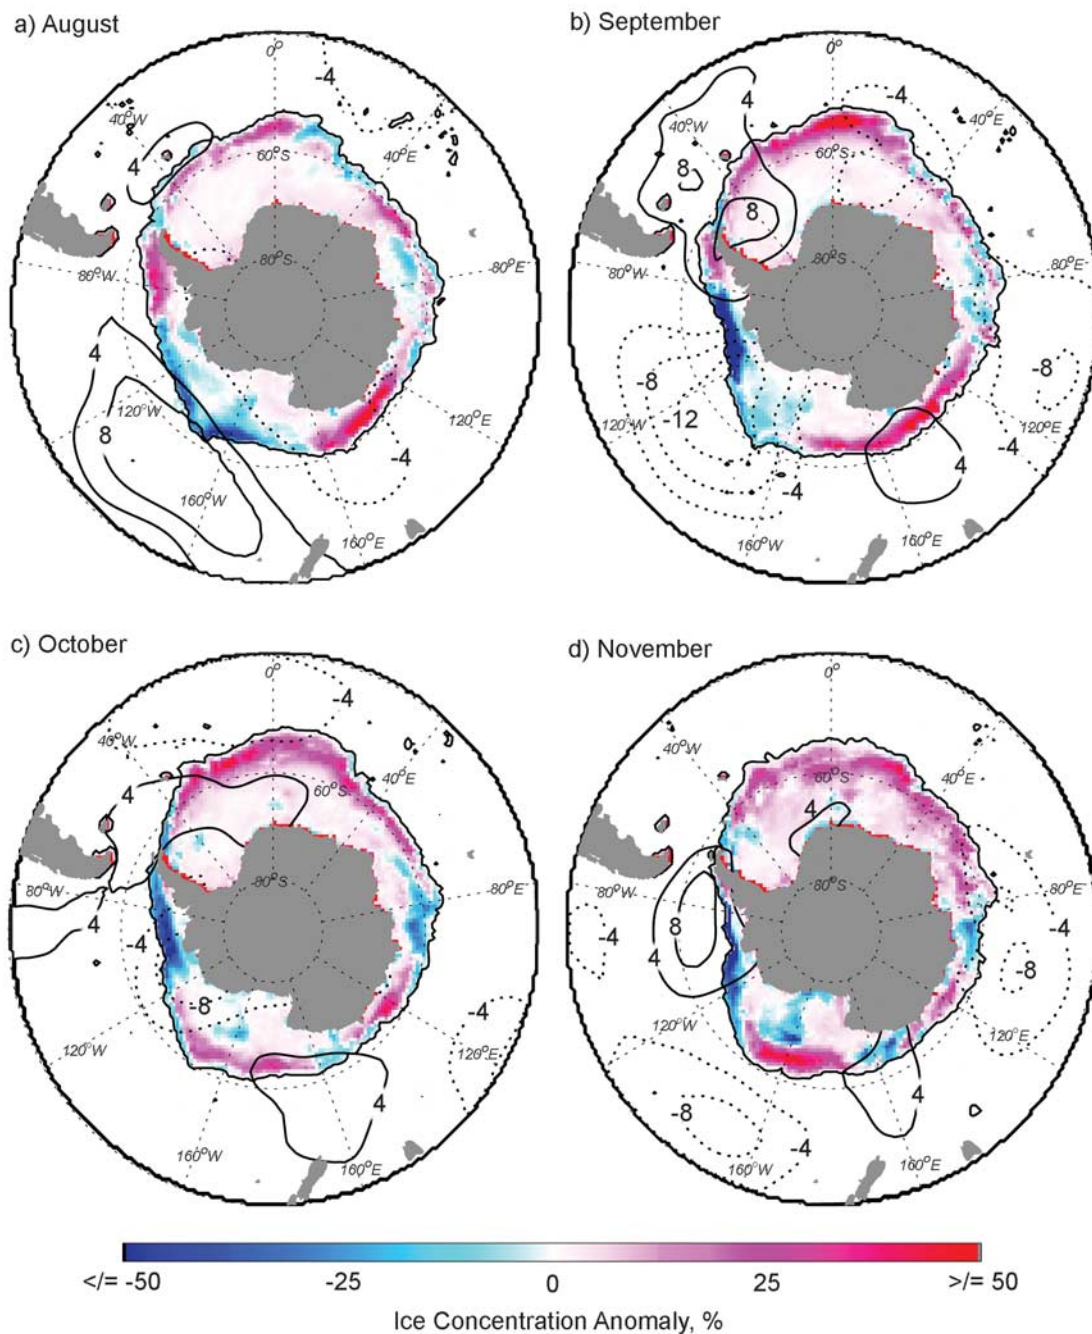 a) August
b) September
0°
-4
40°W
4
60°S
40°E
80°S
80°W
80°E
4
120°W
8
120°E
-4
160°W
160°E
0°
4
-4
40°W
40°E
8
60°S
8
80°S
80°W
80°E
-8
-8
120°W
-12
120°E
-4
4
-4
160°W
160°E
c) October
d) November
0°
-4
40°W
40°E
4
60°S
80°S
80°W
80°E
4
-4
-8
-4
120°W
120°E
4
160°W
160°E
0°
40°W
40°E
60°S
4
80°S
80°W
80°E
8
-4
-4
4
-8
120°W
120°E
-8
4
-4
160°W
160°E
</= -50 -25 0 25 >/= 50
Ice Concentration Anomaly, %